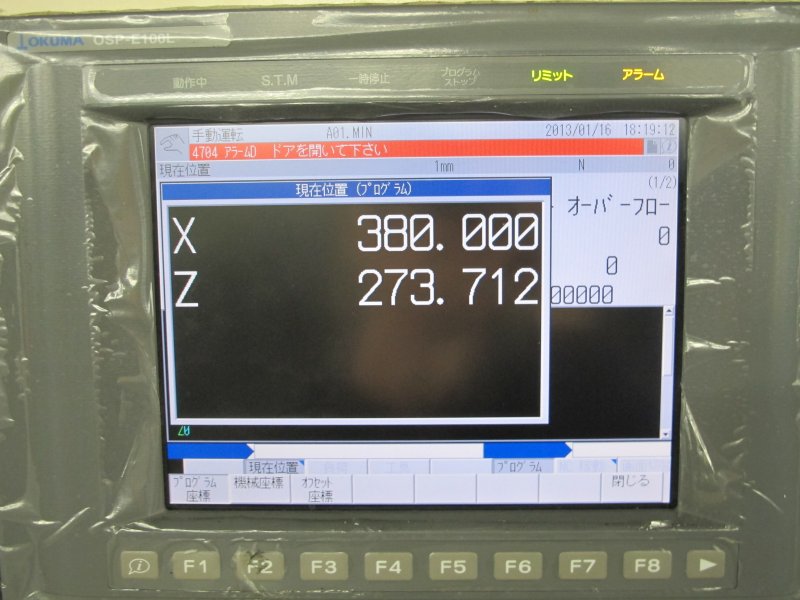 OKUMA OSP-E100L
動作中 S.T.M 一時停止 プログラム リミット アラーム
ストップ
手動運転 A01.MIN 2013/01/16 18:19:12
4704 アラームD ドアを開いて下さい
現在位置 1mm N 0
(1/2)
現在位置 (プログラム)
オーバーフロー
X 380.000 0
0
Z 273.712 00000
Z0
現在位置 負荷 工具 プログラム
プログラム 機械座標 オフセット 閉じる
座標 座標
F1 F2 F3 F4 F5 F6 F7 F8